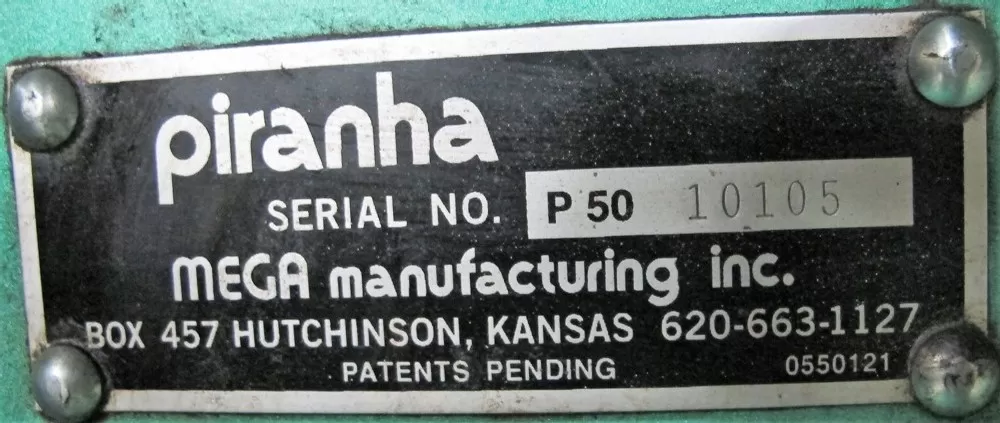 piranha
SERIAL NO. P 50 10105
MEGA manufacturing inc.
BOX 457 HUTCHINSON, KANSAS 620-663-1127
PATENTS PENDING 0550121